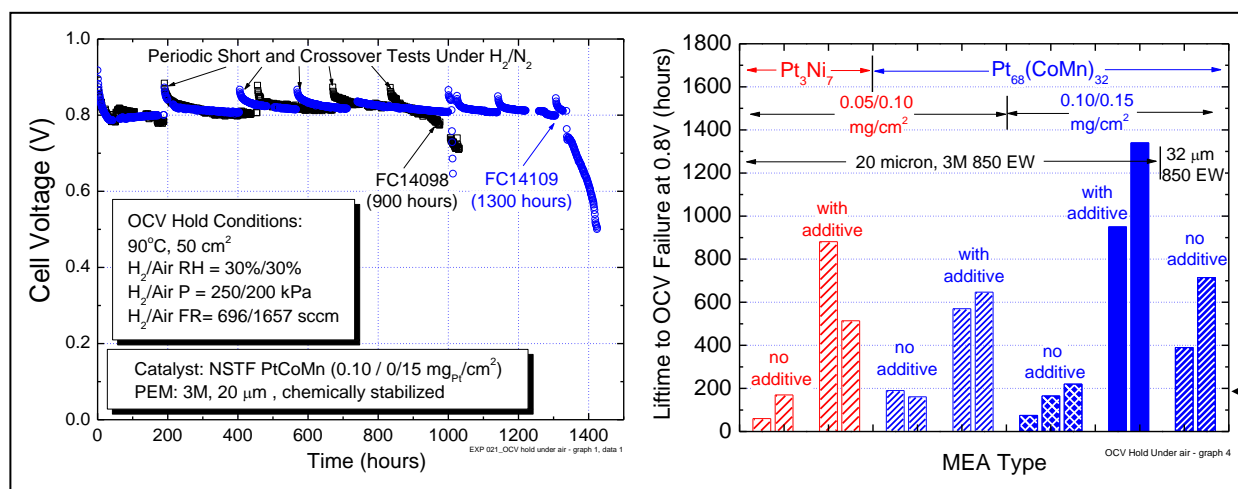 Periodic Short and Crossover Tests Under H2/N2
Cell Voltage (V)
1.0
0.8
0.6
0.4
0.2
0.0
FC14098
(900 hours)
FC14109
(1300 hours)
OCV Hold Conditions:
90°C, 50 cm2
H2/Air RH = 30%/30%
H2/Air P = 250/200 kPa
H2/Air FR= 696/1657 sccm
Catalyst: NSTF PtCoMn (0.10 / 0/15 mgPt/cm2)
PEM: 3M, 20 μm , chemically stabilized
0 200 400 600 800 1000 1200 1400
Time (hours)
EXP 021_OCV hold under air - graph 1, data 1
Liftime to OCV Failure at 0.8V (hours)
1800
1600
1400
1200
1000
800
600
400
200
0
Pt3Ni7
Pt68(CoMn)32
0.05/0.10
mg/cm2
0.10/0.15
mg/cm2
20 micron, 3M 850 EW
32 μm
850 EW
no
additive
with
additive
no
additive
with
additive
no
additive
with
additive
no
additive
MEA Type
OCV Hold Under air - graph 4